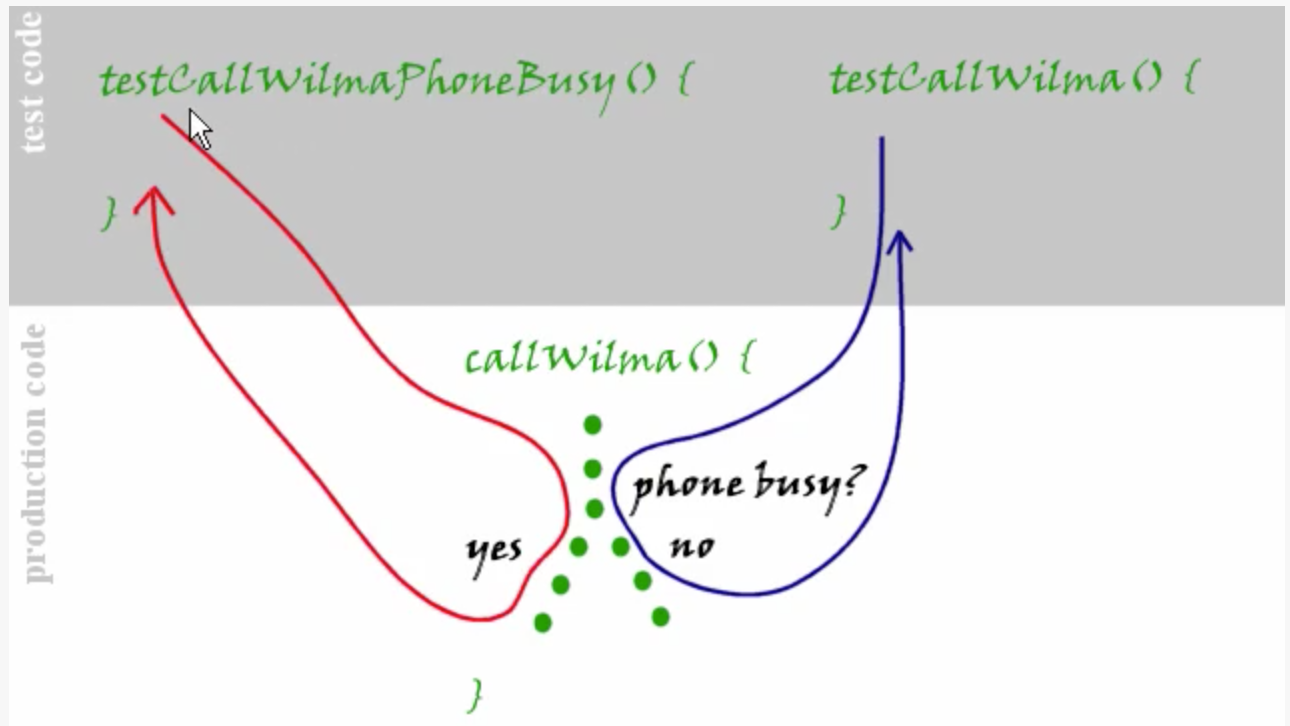 test code
testCallWilmaPhoneBusy() {
}
testCallWilma() {
}
production code
callWilma() {
phone busy?
yes
no
}